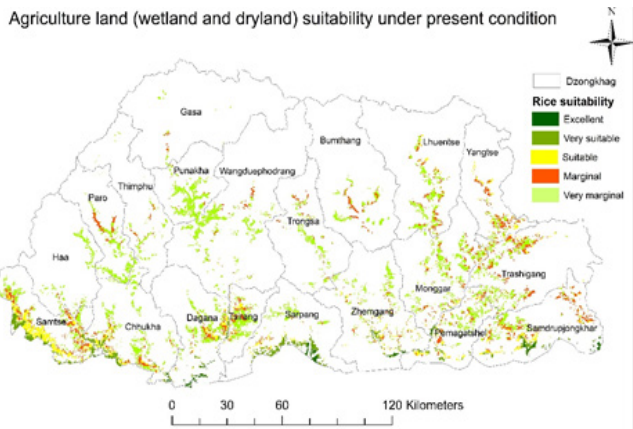 Agriculture land (wetland and dryland) suitability under present condition
N
Dzongkhag
Rice suitability
Excellent
Very suitable
Suitable
Marginal
Very marginal
Gasa
Bumthang
Lhuentse
Yangtse
Punakha
Wangduephodrang
Thimphu
Paro
Trongsa
Haa
Trashigang
Monggar
Samtse
Chhukha
Dagana
Tsirang
Sarpang
Zhemgang
Pemagatshel
Samdrupjongkhar
0 30 60 120 Kilometers